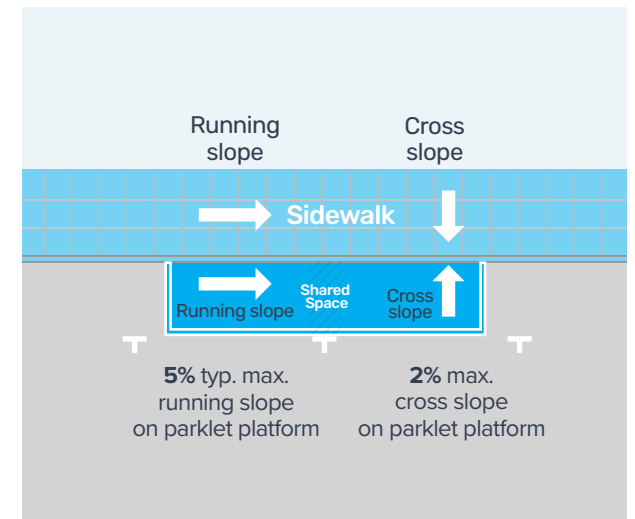 Running
slope
Cross
slope
Sidewalk
Running slope
Shared
Space
Cross
slope
5% typ. max.
running slope
on parklet platform
2% max.
cross slope
on parklet platform